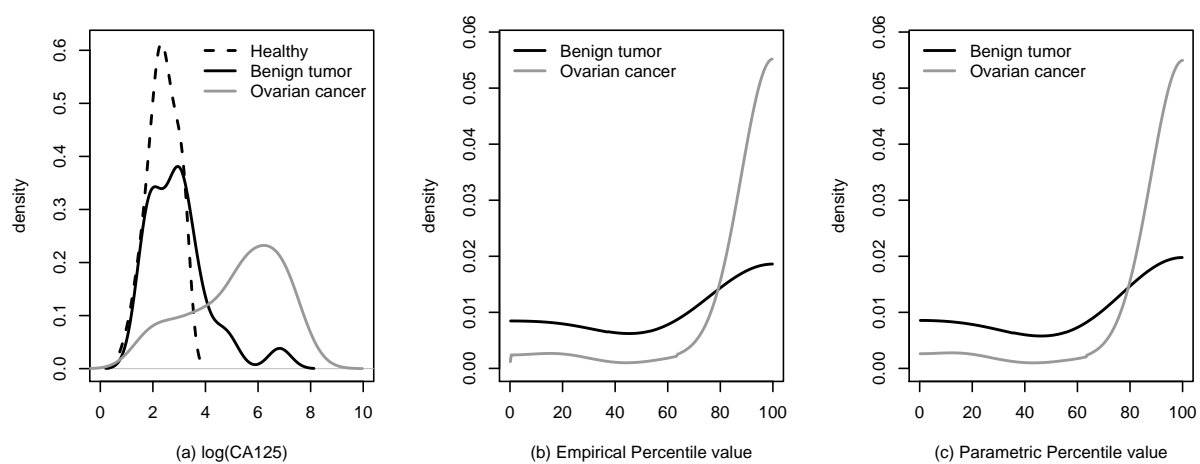 density
0.0 0.1 0.2 0.3 0.4 0.5 0.6
Healthy
Benign tumor
Ovarian cancer
0 2 4 6 8 10
(a) log(CA125)
density
0.00 0.01 0.02 0.03 0.04 0.05 0.06
Benign tumor
Ovarian cancer
0 20 40 60 80 100
(b) Empirical Percentile value
density
0.00 0.01 0.02 0.03 0.04 0.05 0.06
Benign tumor
Ovarian cancer
0 20 40 60 80 100
(c) Parametric Percentile value